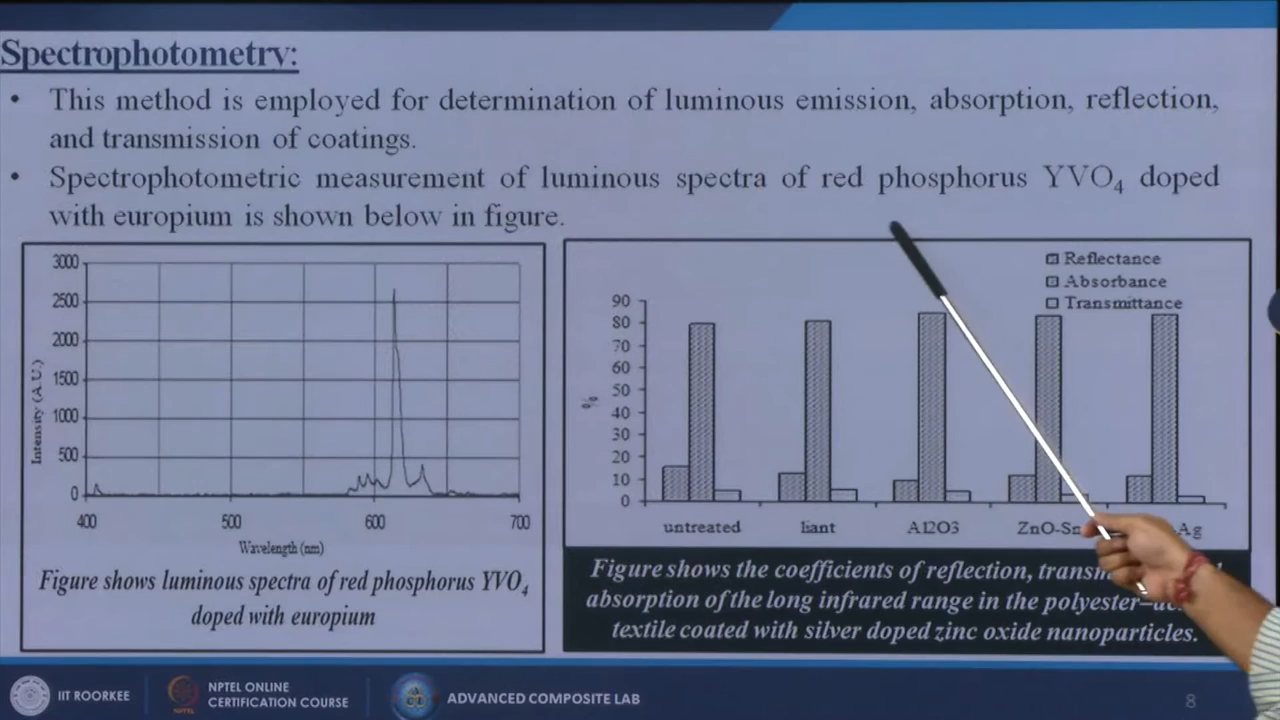 Spectrophotometry:
• This method is employed for determination of luminous emission, absorption, reflection,
and transmission of coatings.
• Spectrophotometric measurement of luminous spectra of red phosphorus YVO₄ doped
with europium is shown below in figure.
3000
2500
2000
1500
1000
500
0
Intensity (A.U.)
400 500 600 700
Wavelength (nm)
Figure shows luminous spectra of red phosphorus YVO₄
doped with europium
Reflectance
Absorbance
Transmittance
90
80
70
60
50
40
30
20
10
0
%
untreated liant Al2O3 ZnO-Sn Ag
Figure shows the coefficients of reflection,
absorption of the long infrared range in the
textile coated with silver doped zinc oxide nanoparticles.
IIT ROORKEE
NPTEL ONLINE
CERTIFICATION COURSE
NPTEL
ADVANCED COMPOSITE LAB
8